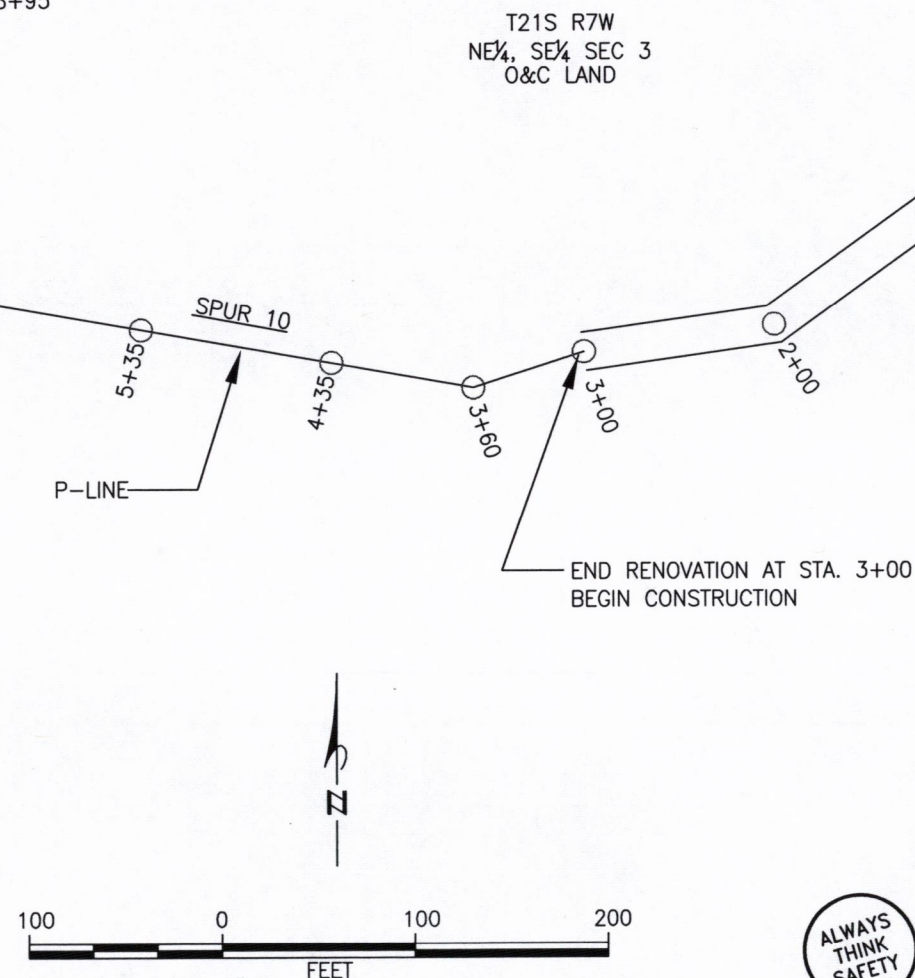 T21S R7W
NE¼, SE¼ SEC 3
O&C LAND
SPUR 10
5+35
4+35
3+60
3+00
2+00
P-LINE
END RENOVATION AT STA. 3+00
BEGIN CONSTRUCTION
N
100 0 100 200
FEET
ALWAYS
THINK
SAFETY